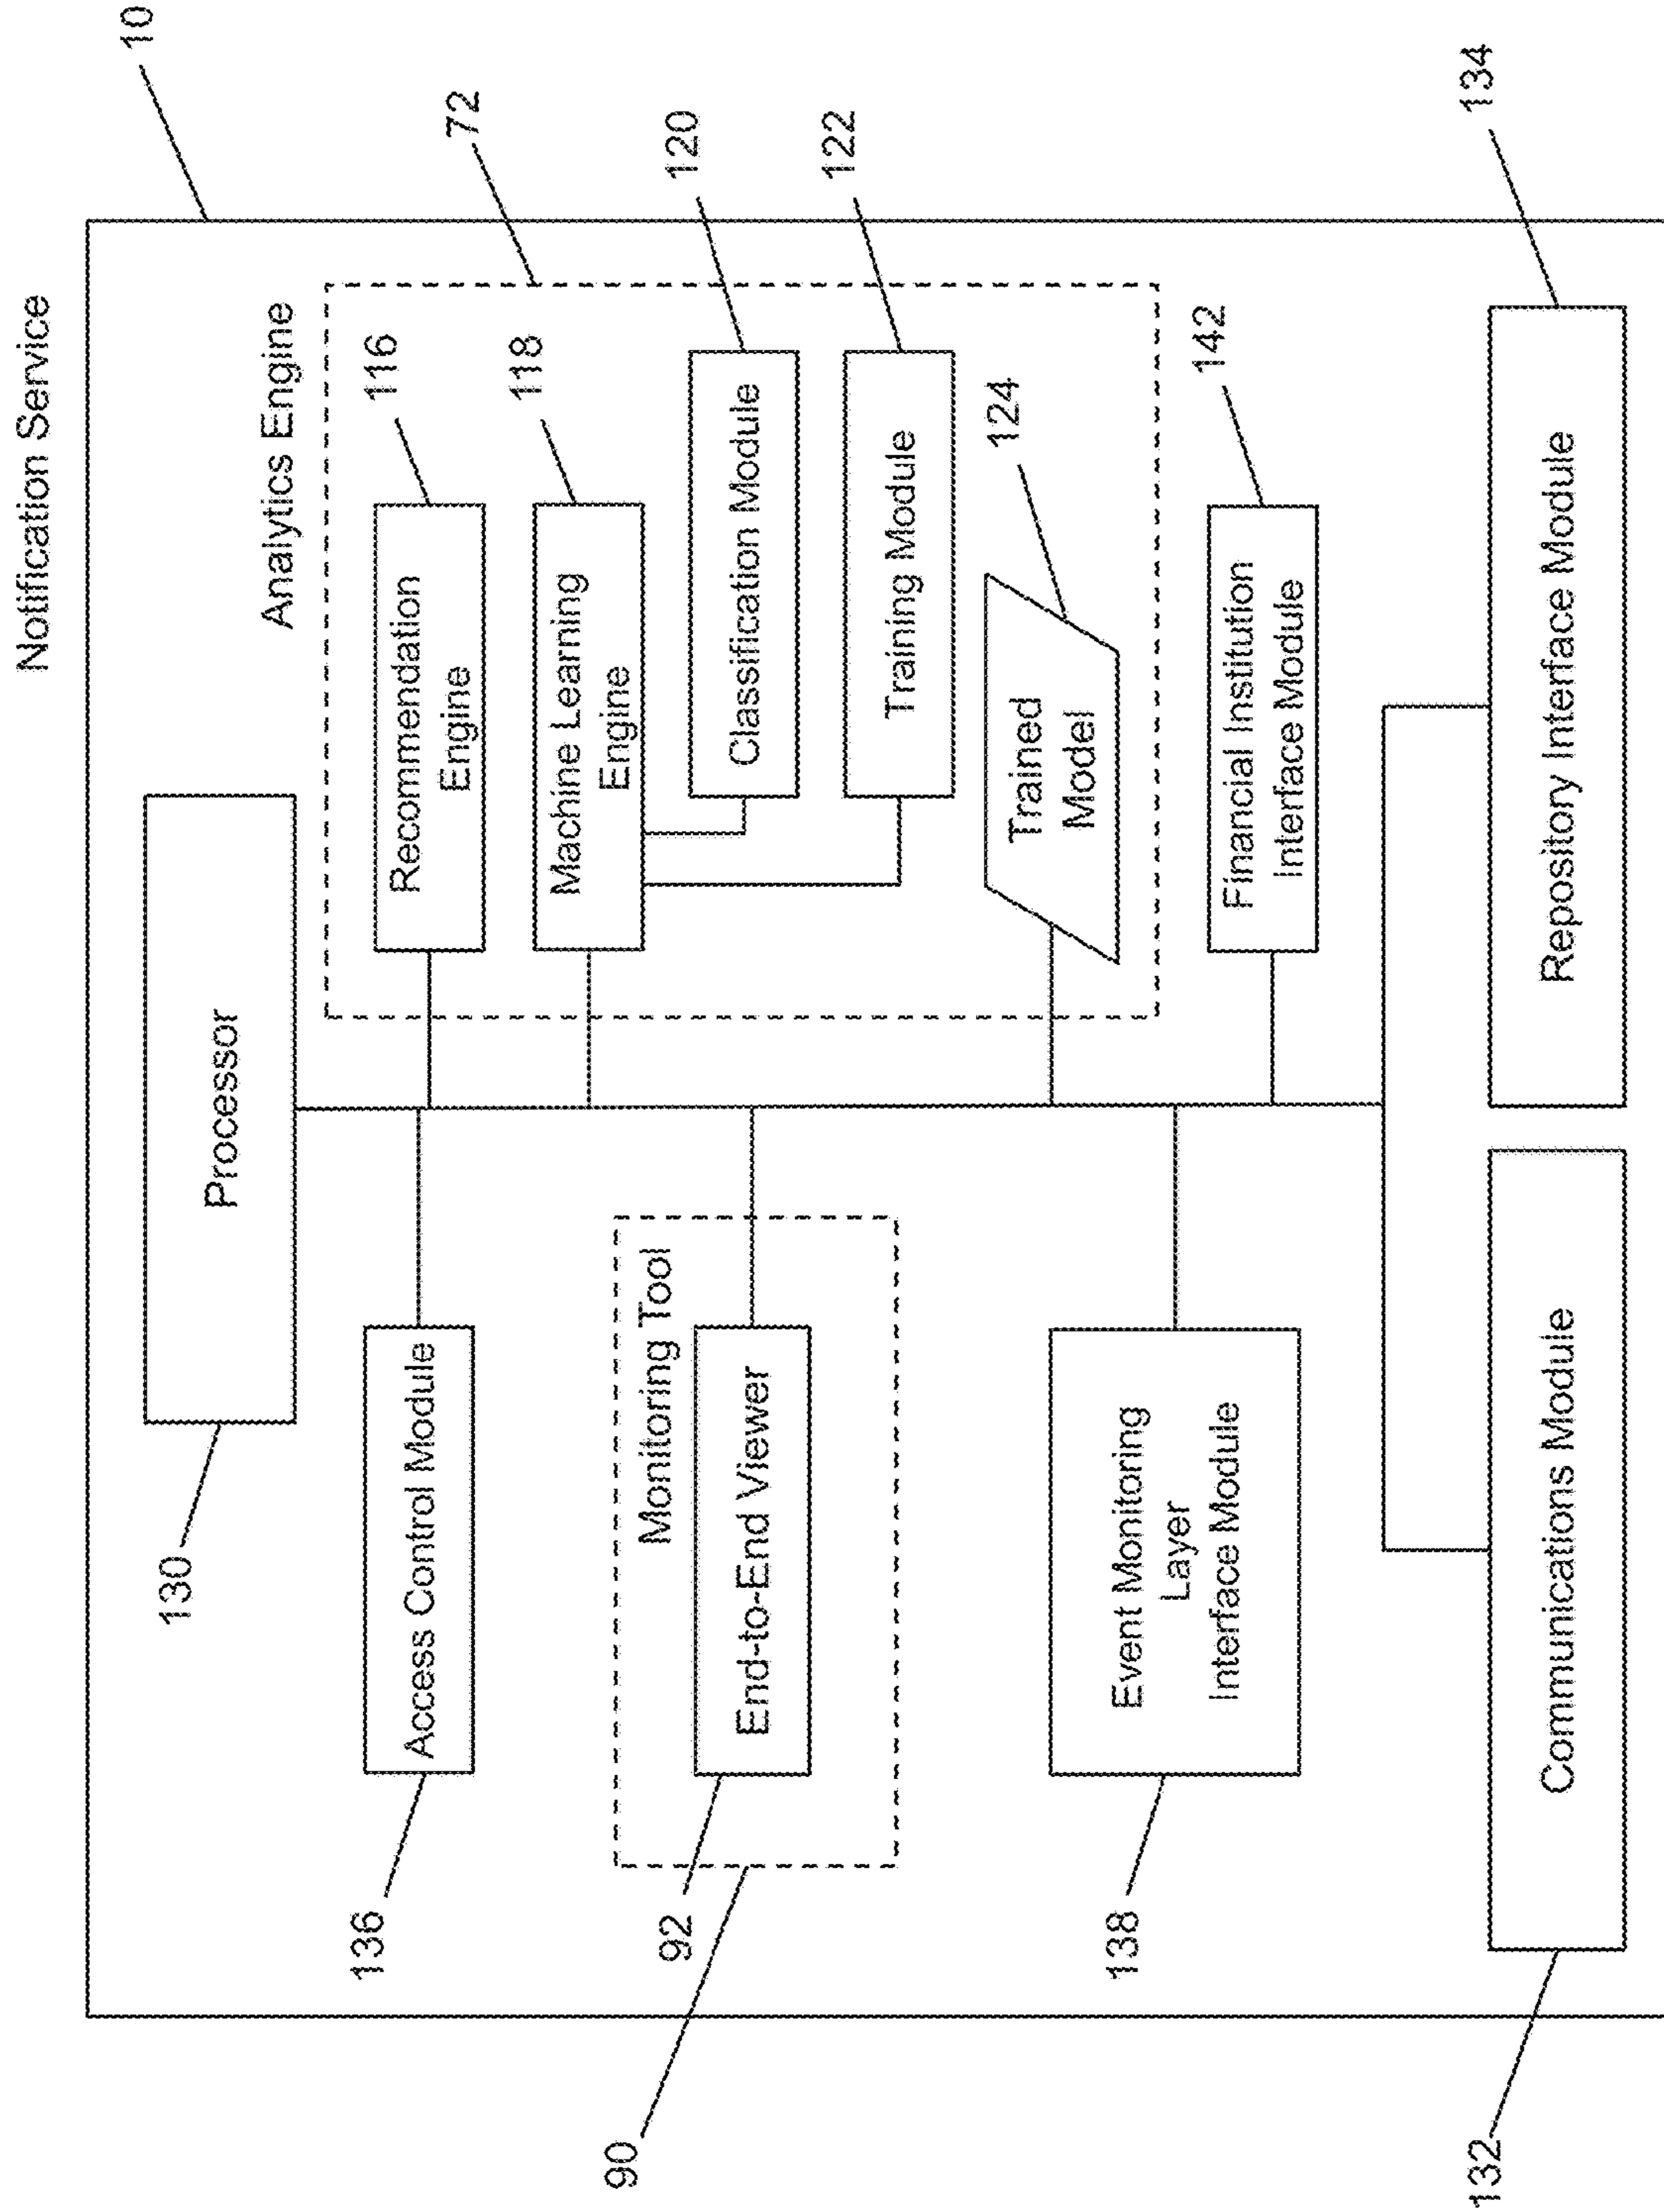 Notification Service
10
Processor
130
Analytics Engine
72
Recommendation
Engine
116
Machine Learning
Engine
118
Classification Module
120
Training Module
122
Trained
Model
124
Access Control Module
136
Monitoring Tool
End-to-End Viewer
92
90
Event Monitoring
Layer
Interface Module
138
Financial Institution
Interface Module
142
Communications Module
132
Repository Interface Module
134